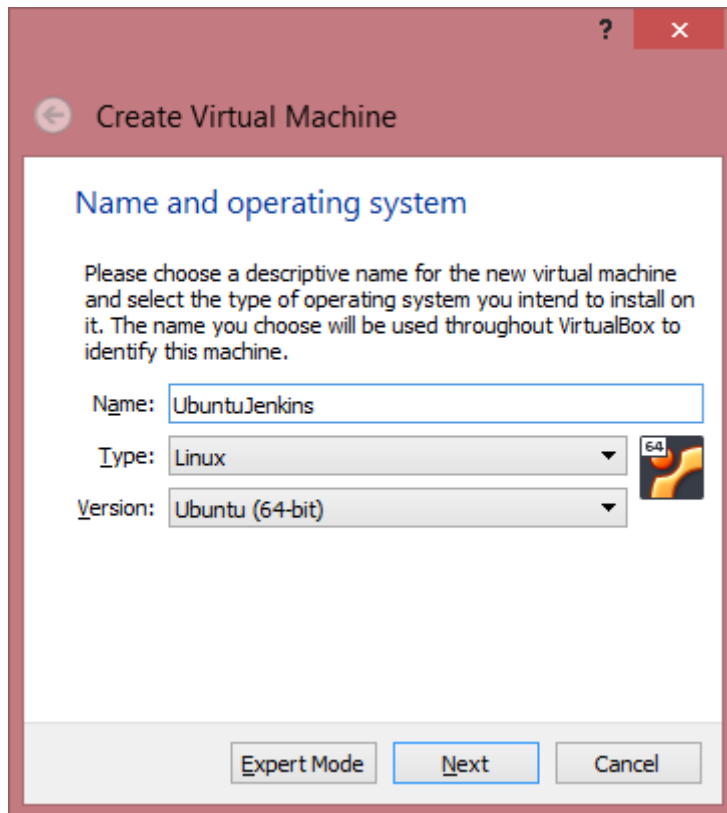 ?
Create Virtual Machine
Name and operating system
Please choose a descriptive name for the new virtual machine
and select the type of operating system you intend to install on
it. The name you choose will be used throughout VirtualBox to
identify this machine.
Name: UbuntuJenkins
Type: Linux
64
Version: Ubuntu (64-bit)
Expert Mode Next Cancel